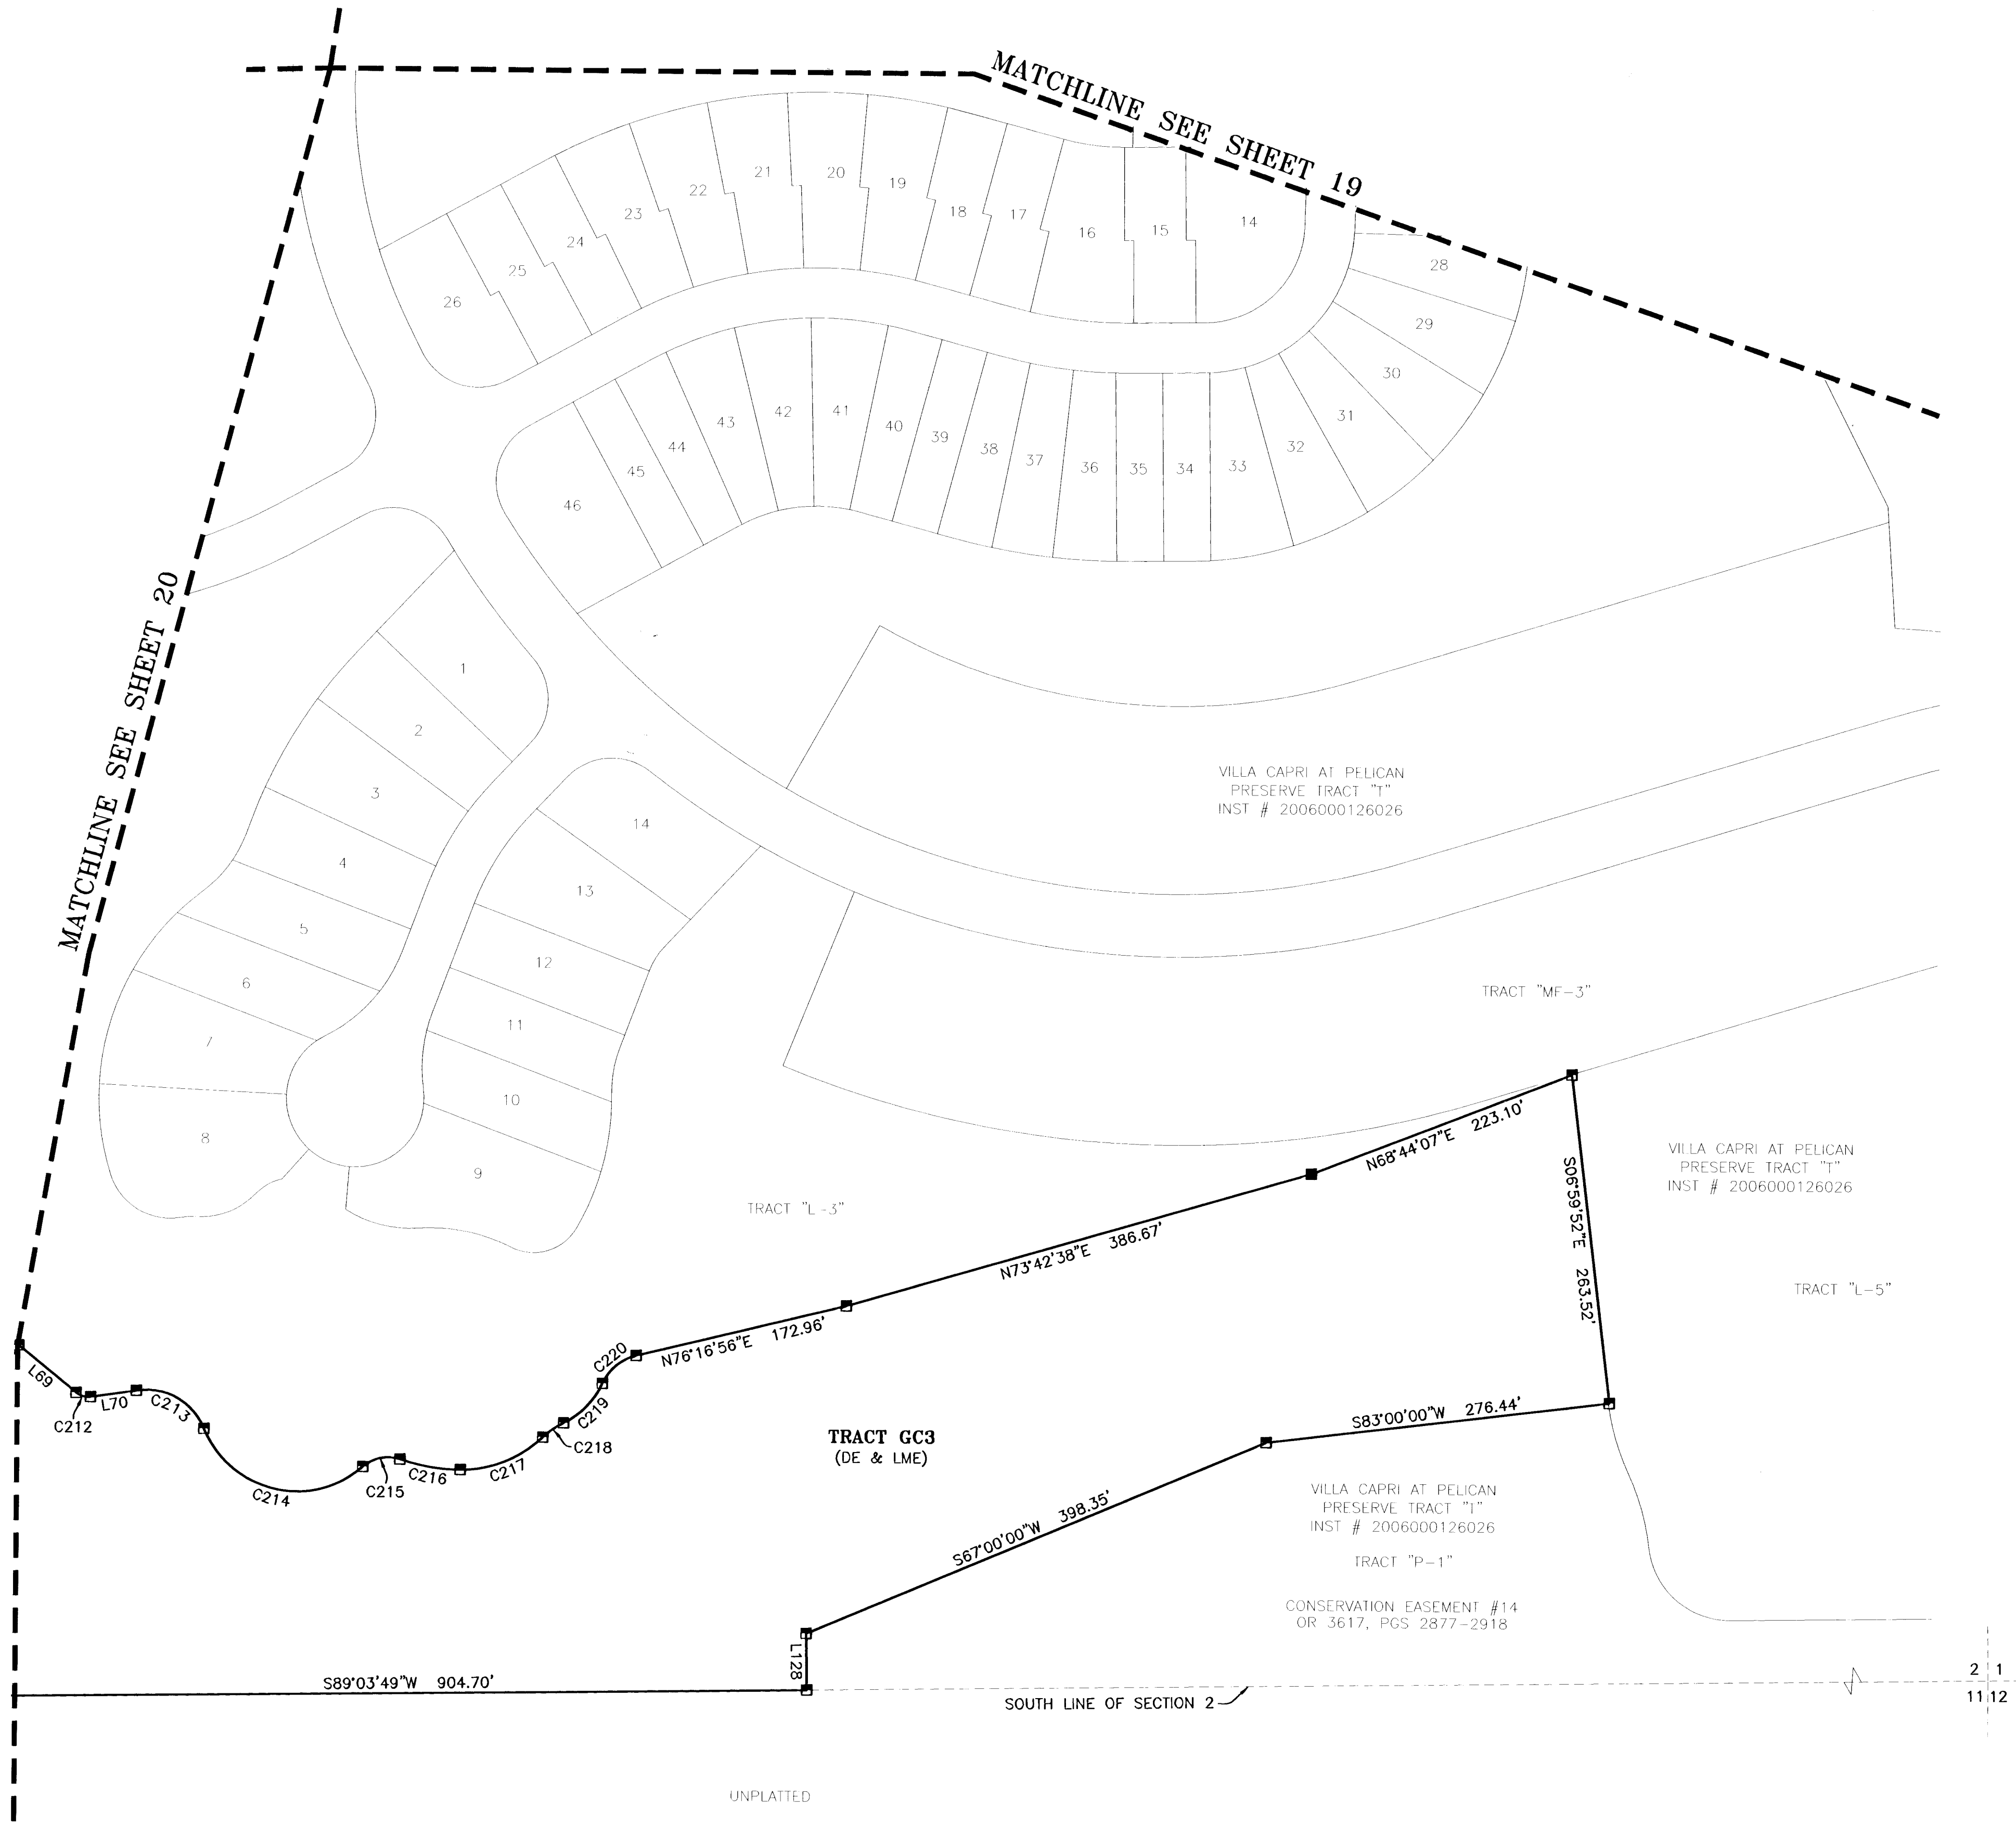 MATCHLINE SEE SHEET 19
21
20
19
22
18
17
23
16
15
14
24
25
26
28
29
30
31
32
33
34
35
36
37
38
39
40
41
42
43
44
45
46
MATCHLINE SEE SHEET 20
1
2
3
4
5
6
7
8
14
13
12
11
10
9
VILLA CAPRI AT PELICAN
PRESERVE TRACT "T"
INST # 2006000126026
TRACT "MF-3"
N68°44'07"E 223.10'
S06°59'52"E 263.52'
VILLA CAPRI AT PELICAN
PRESERVE TRACT "T"
INST # 2006000126026
TRACT "L-3"
N73°42'38"E 386.67'
TRACT "L-5"
N76°16'56"E 172.96'
L69
C212
L70
C213
C214
C215
C216
C217
C218
C219
C220
TRACT GC3
(DE & LME)
S83°00'00"W 276.44'
S67°00'00"W 398.35'
VILLA CAPRI AT PELICAN
PRESERVE TRACT "I"
INST # 2006000126026
TRACT "P-1"
CONSERVATION EASEMENT #14
OR 3617, PGS 2877-2918
L128
S89°03'49"W 904.70'
SOUTH LINE OF SECTION 2
2 1
11 12
UNPLATTED